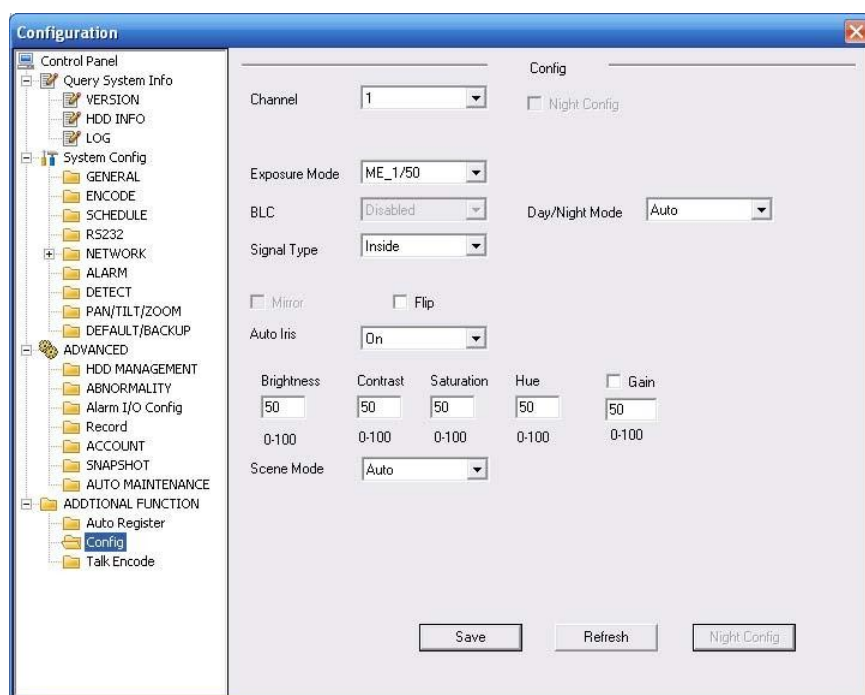 Configuration
Control Panel
Query System Info
VERSION
HDD INFO
LOG
System Config
GENERAL
ENCODE
SCHEDULE
RS232
NETWORK
ALARM
DETECT
PAN/TILT/ZOOM
DEFAULT/BACKUP
ADVANCED
HDD MANAGEMENT
ABNORMALITY
Alarm I/O Config
Record
ACCOUNT
SNAPSHOT
AUTO MAINTENANCE
ADDTIONAL FUNCTION
Auto Register
Config
Talk Encode
Config
Channel 1 Night Config
Exposure Mode ME_1/50
BLC Disabled Day/Night Mode Auto
Signal Type Inside
Mirror Flip
Auto Iris On
Brightness Contrast Saturation Hue Gain
50 50 50 50 50
0-100 0-100 0-100 0-100 0-100
Scene Mode Auto
Save Refresh Night Config